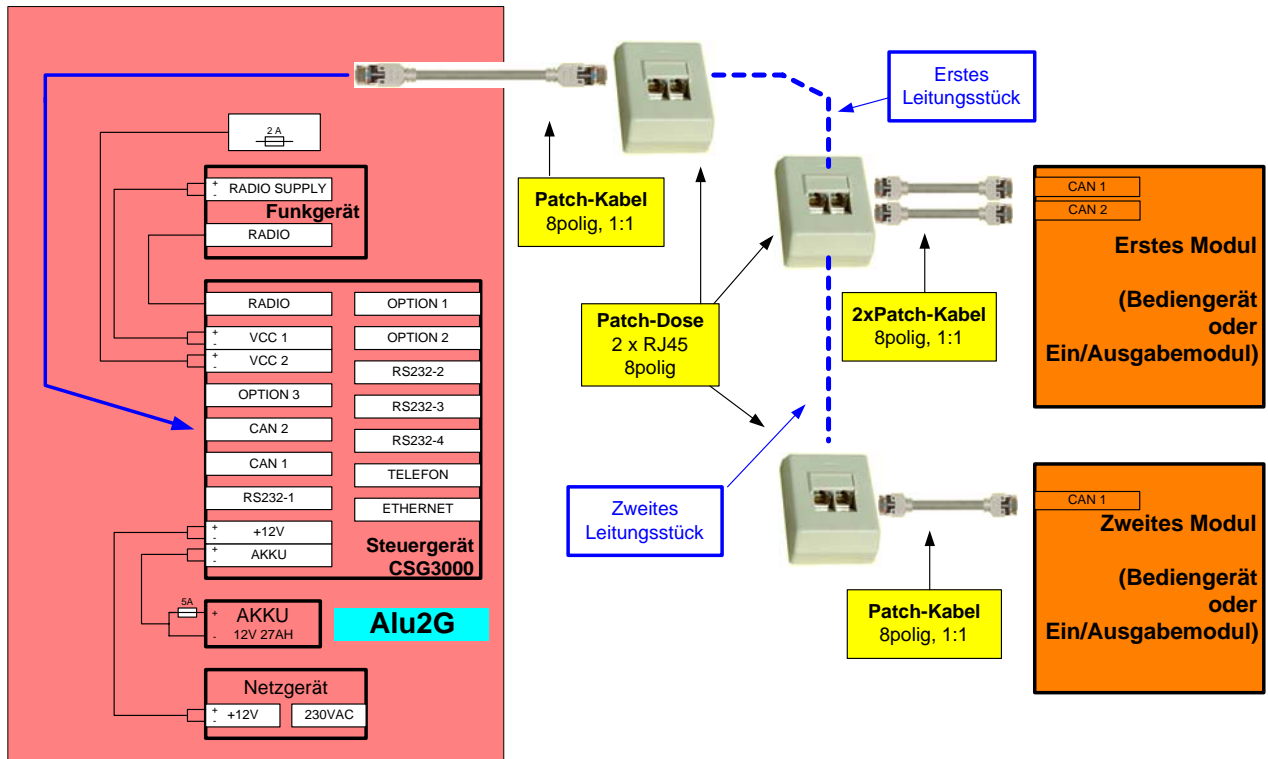 2 A
+
-
RADIO SUPPLY
Funkgerät
RADIO
RADIO
+
-
VCC 1
+
-
VCC 2
OPTION 3
CAN 2
CAN 1
RS232-1
+
-
+12V
+
-
AKKU
OPTION 1
OPTION 2
RS232-2
RS232-3
RS232-4
TELEFON
ETHERNET
Steuergerät
CSG3000
5A
+
-
AKKU
12V 27AH
Alu2G
Netzgerät
+
-
+12V
230VAC
Patch-Kabel
8polig, 1:1
Erstes
Leitungsstück
Patch-Dose
2 x RJ45
8polig
2xPatch-Kabel
8polig, 1:1
Zweites
Leitungsstück
Patch-Kabel
8polig, 1:1
CAN 1
CAN 2
Erstes Modul
(Bediengerät
oder
Ein/Ausgabemodul)
CAN 1
Zweites Modul
(Bediengerät
oder
Ein/Ausgabemodul)